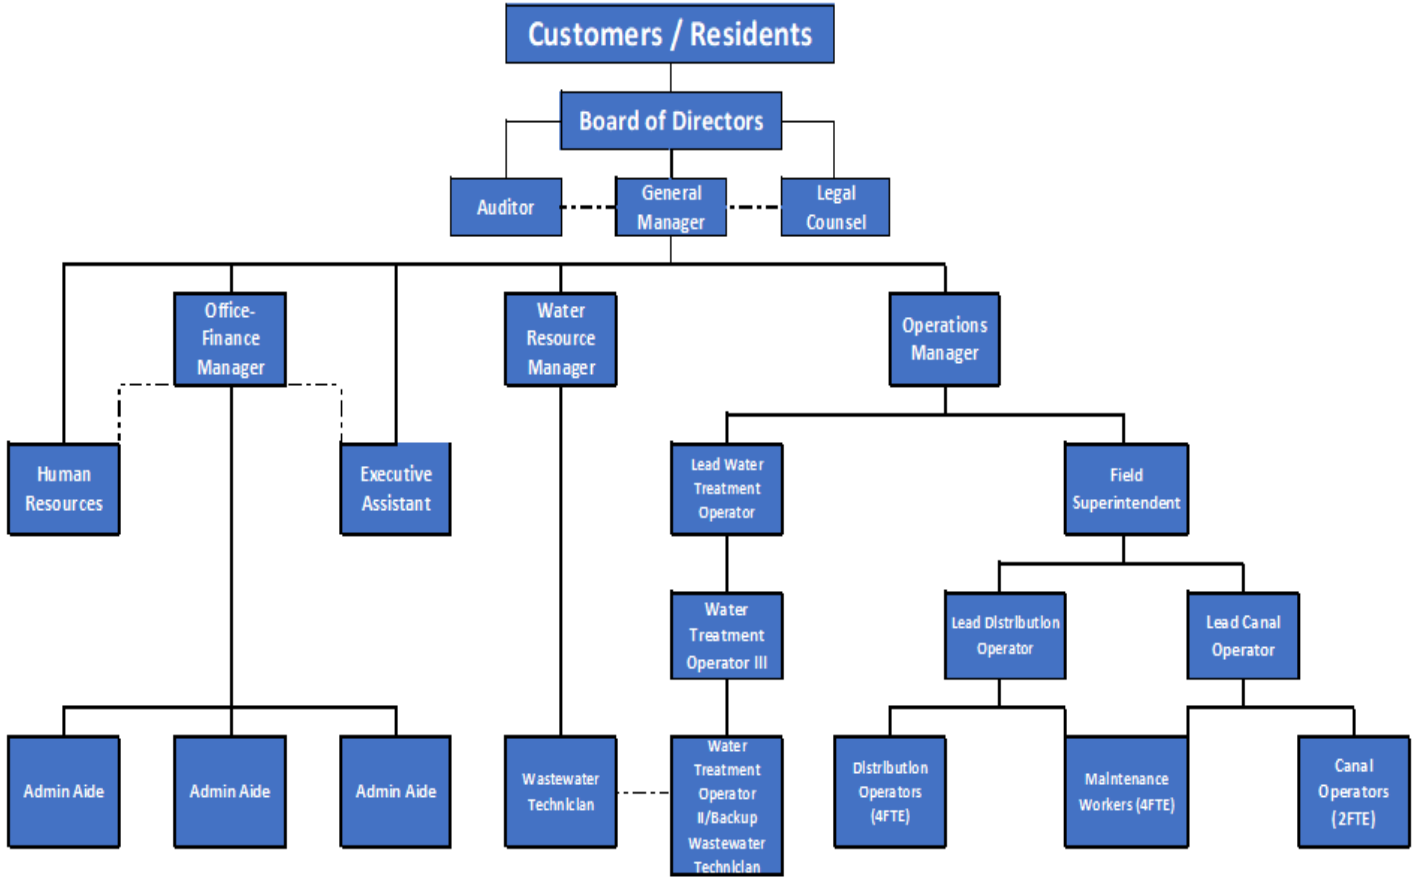 Customers / Residents
Board of Directors
Auditor
General
Manager
Legal
Counsel
Office-
Finance
Manager
Water
Resource
Manager
Operations
Manager
Human
Resources
Executive
Assistant
Lead Water
Treatment
Operator
Field
Superintendent
Water
Treatment
Operator III
Lead Distribution
Operator
Lead Canal
Operator
Admin Aide
Admin Aide
Admin Aide
Wastewater
Technician
Water
Treatment
Operator
II/Backup
Wastewater
Technician
Distribution
Operators
(4FTE)
Maintenance
Workers (4FTE)
Canal
Operators
(2FTE)